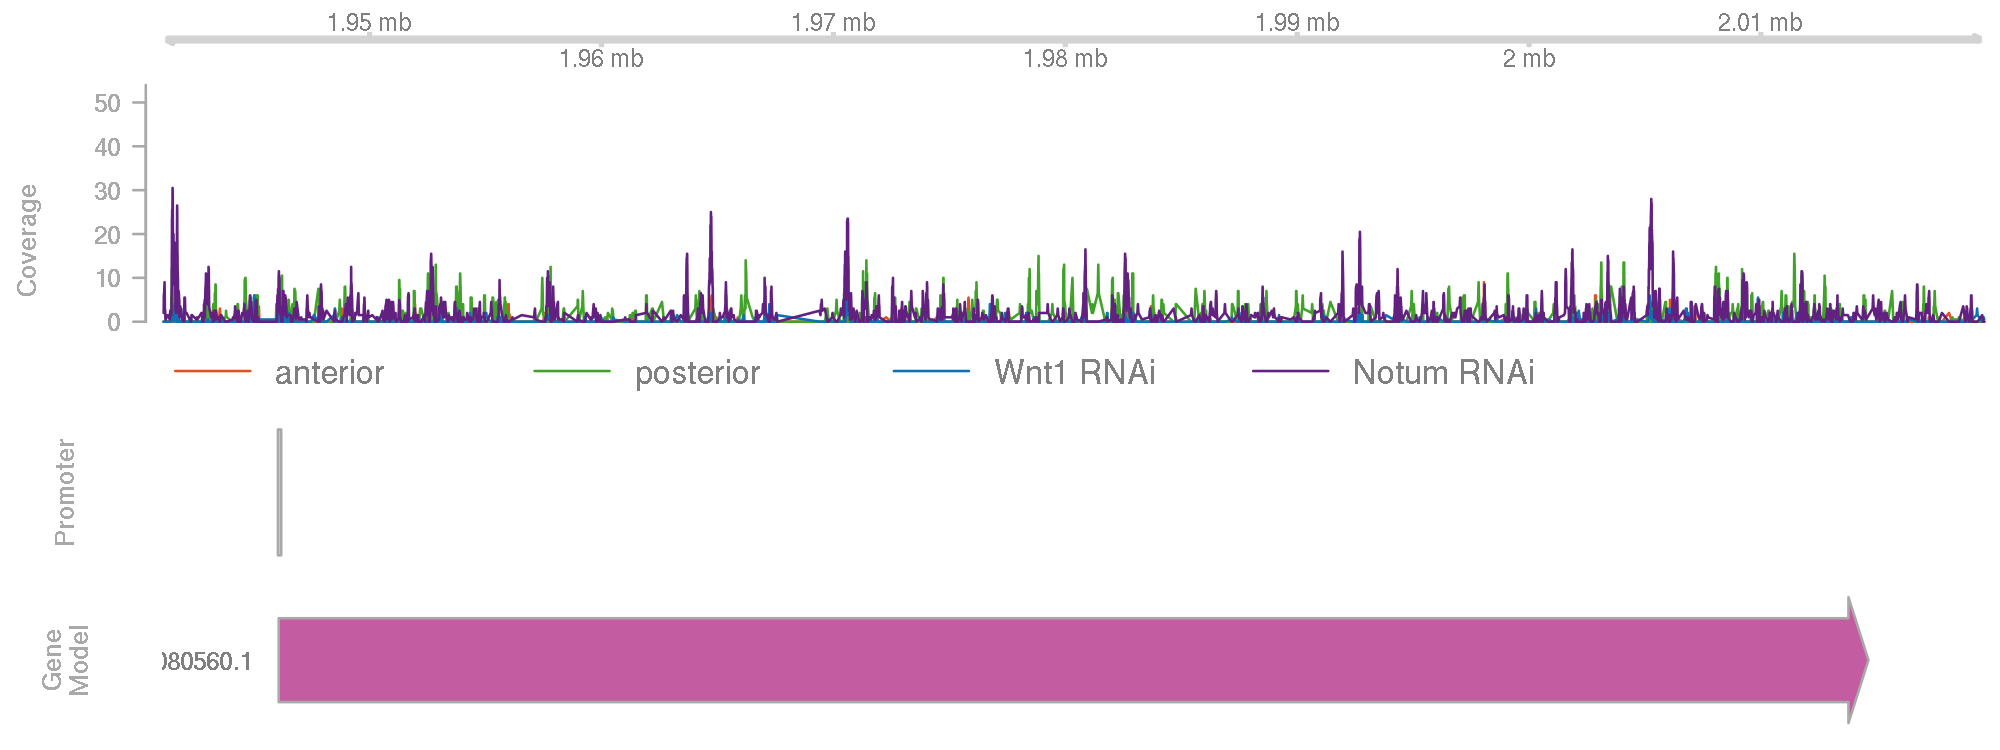 1.95 mb 1.97 mb 1.99 mb 2.01 mb
1.96 mb 1.98 mb 2 mb
Coverage
50
40
30
20
10
0
anterior posterior Wnt1 RNAi Notum RNAi
Promoter
Gene
Model
080560.1